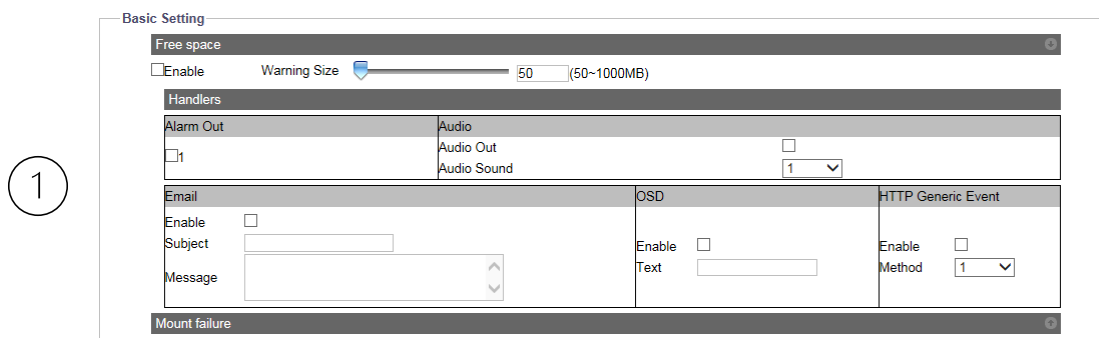 Basic Setting
Free space
Enable Warning Size 50 (50~1000MB)
Handlers
Alarm Out Audio
1
Audio Out
Audio Sound 1
Email OSD HTTP Generic Event
Enable
Subject
Message
Enable
Text
Enable
Method 1
Mount failure
1